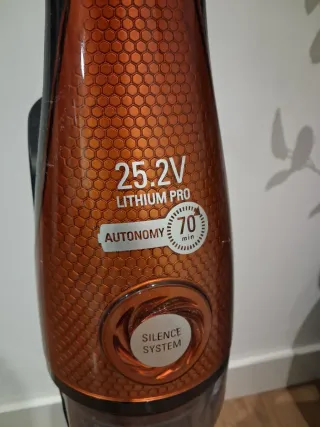 25.2V
LITHIUM PRO
AUTONOMY 70 min
SILENCE
SYSTEM